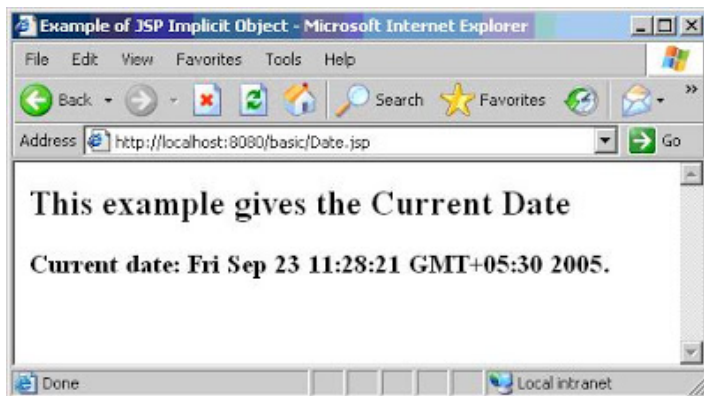 Example of JSP Implicit Object - Microsoft Internet Explorer
File Edit View Favorites Tools Help
Back Search Favorites »
Address http://localhost:8080/basic/Date.jsp Go
This example gives the Current Date
Current date: Fri Sep 23 11:28:21 GMT+05:30 2005.
Done Local intranet